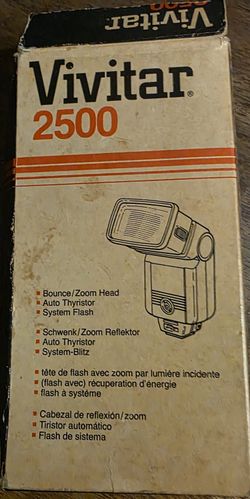 Vivitar
2500
Vivitar®
2500
Bounce/Zoom Head
Auto Thyristor
System Flash
Schwenk/Zoom Reflektor
Auto Thyristor
System-Blitz
tête de flash avec zoom par lumière incidente
(flash avec) récuperation d'énergie
flash à système
Cabezal de reflexión/zoom
Tiristor automático
Flash de sistema